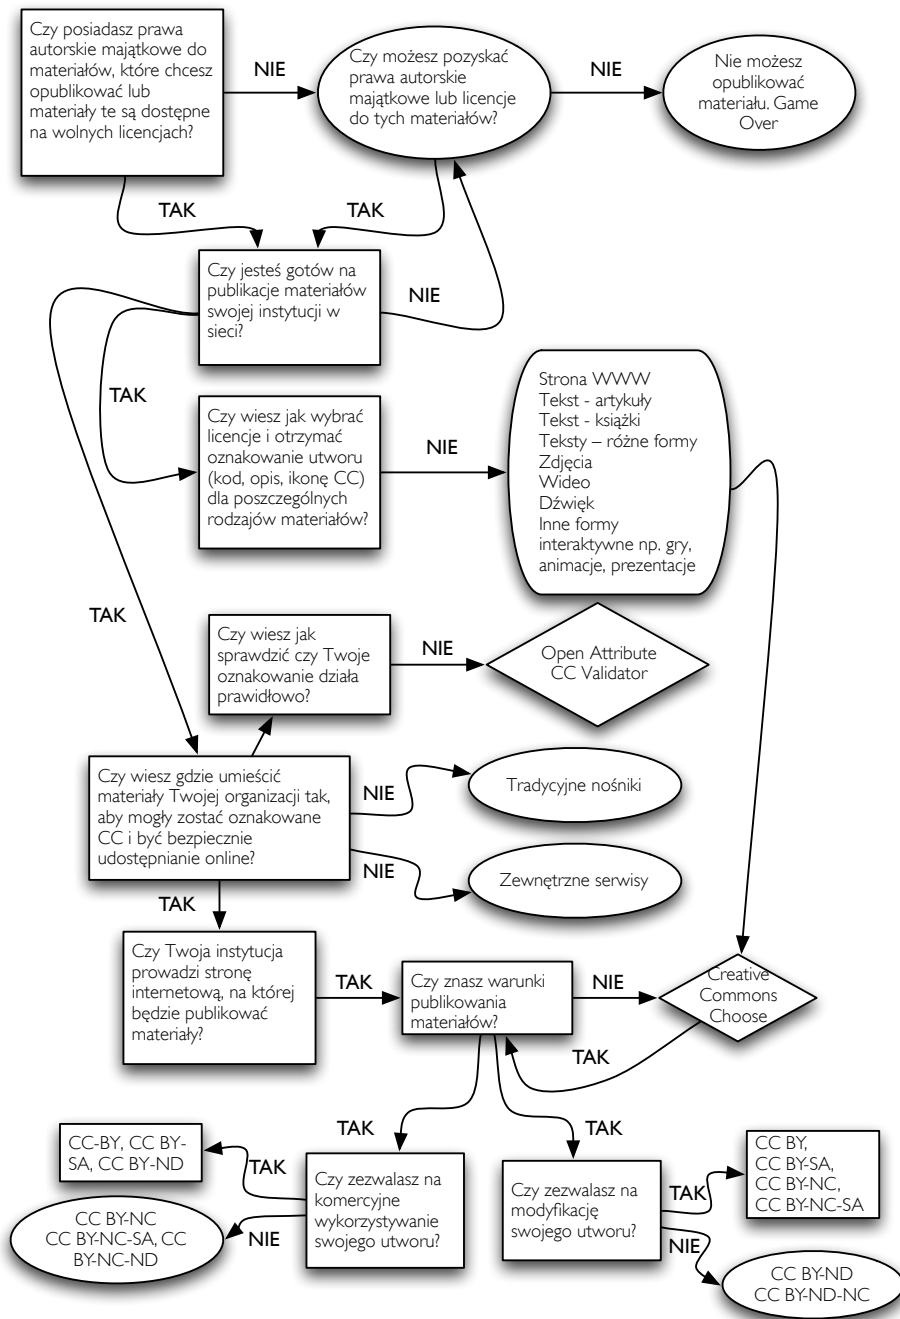 Czy posiadasz prawa
autorskie majątkowe do
materiałów, które chcesz
opublikować lub
materiały te są dostępne
na wolnych licencjach?
NIE
Czy możesz pozyskać
prawa autorskie
majątkowe lub licencje
do tych materiałów?
NIE
Nie możesz
opublikować
materiału. Game
Over
TAK
TAK
Czy jesteś gotów na
publikacje materiałów
swojej instytucji w
sieci?
NIE
TAK
Czy wiesz jak wybrać
licencje i otrzymać
oznakowanie utworu
(kod, opis, ikonę CC)
dla poszczególnych
rodzajów materiałów?
NIE
Strona WWW
Tekst - artykuły
Tekst - książki
Teksty – różne formy
Zdjęcia
Wideo
Dźwięk
Inne formy
interaktywne np. gry,
animacje, prezentacje
TAK
Czy wiesz jak
sprawdzić czy Twoje
oznakowanie działa
prawidłowo?
NIE
Open Attribute
CC Validator
Czy wiesz gdzie umieścić
materiały Twojej organizacji tak,
aby mogły zostać oznakowane
CC i być bezpiecznie
udostępnianie online?
NIE
Tradycyjne nośniki
NIE
Zewnętrzne serwisy
TAK
Czy Twoja instytucja
prowadzi stronę
internetową, na której
będzie publikować
materiały?
TAK
Czy znasz warunki
publikowania
materiałów?
NIE
Creative
Commons
Choose
TAK
TAK
TAK
CC-BY, CC BY-
SA, CC BY-ND
TAK
Czy zezwalasz na
komercyjne
wykorzystywanie
swojego utworu?
NIE
CC BY-NC
CC BY-NC-SA, CC
BY-NC-ND
Czy zezwalasz na
modyfikację
swojego utworu?
TAK
CC BY,
CC BY-SA,
CC BY-NC,
CC BY-NC-SA
NIE
CC BY-ND
CC BY-ND-NC